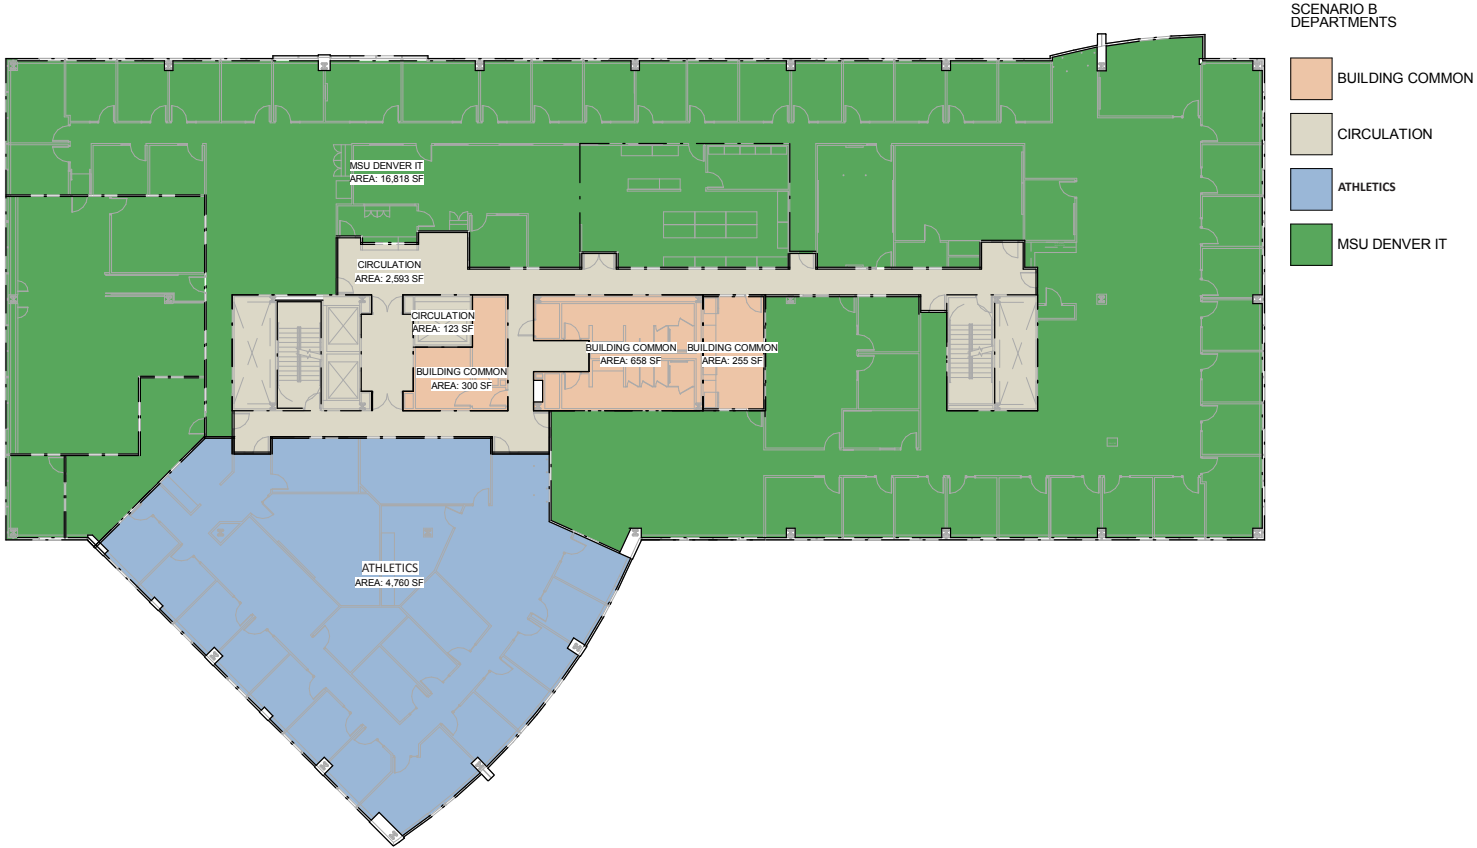 SCENARIO B
DEPARTMENTS
BUILDING COMMON
CIRCULATION
ATHLETICS
MSU DENVER IT
MSU DENVER IT
AREA: 16,818 SF
CIRCULATION
AREA: 2,593 SF
CIRCULATION
AREA: 123 SF
BUILDING COMMON
AREA: 300 SF
BUILDING COMMON
AREA: 658 SF
BUILDING COMMON
AREA: 255 SF
ATHLETICS
AREA: 4,760 SF